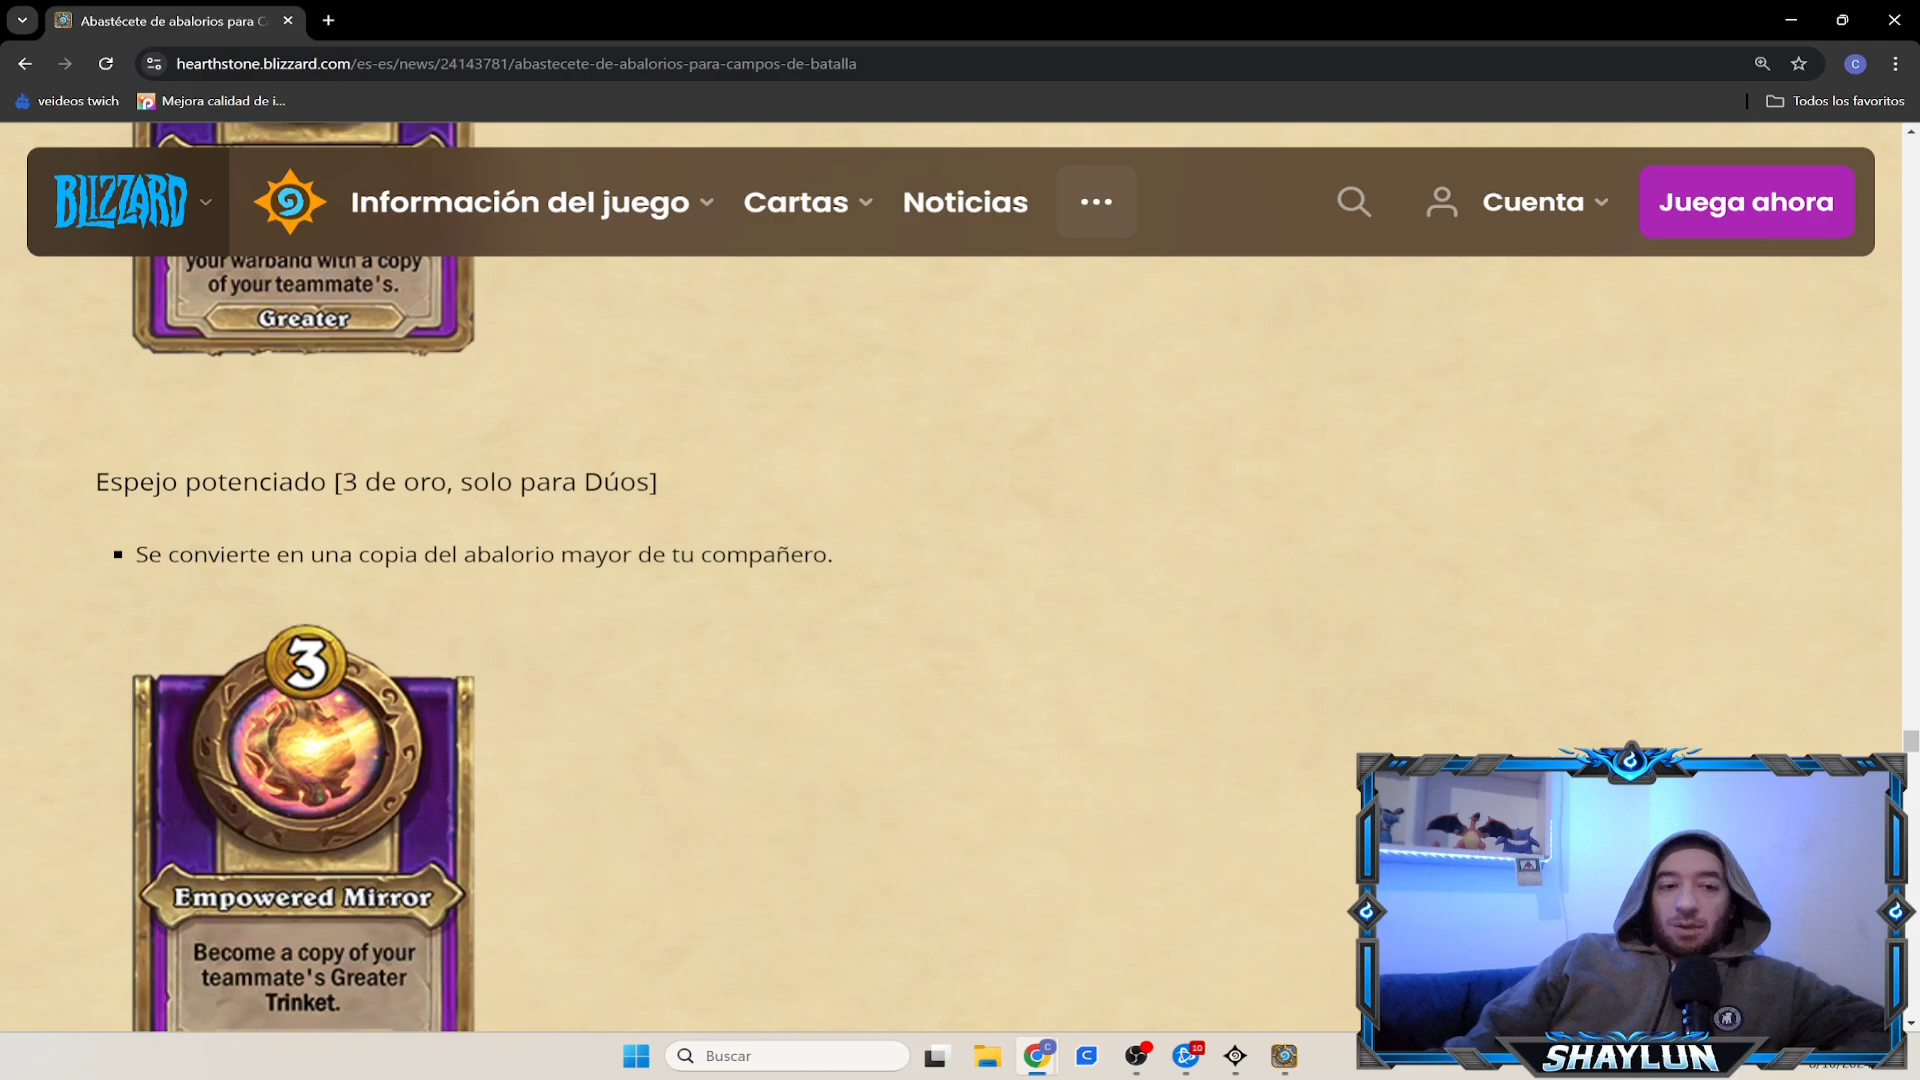 Abastécete de abalorios para C
hearthstone.blizzard.com/es-es/news/24143781/abastecete-de-abalorios-para-campos-de-batalla
C
veideos twich
Mejora calidad de i...
Todos los favoritos
BLIZZARD
Información del juego
Cartas
Noticias
Cuenta
Juega ahora
your warband with a copy
of your teammate's.
Greater
Espejo potenciado [3 de oro, solo para Dúos]
Se convierte en una copia del abalorio mayor de tu compañero.
3
Empowered Mirror
Become a copy of your
teammate's Greater
Trinket.
Buscar
C
10
SHAYLUN